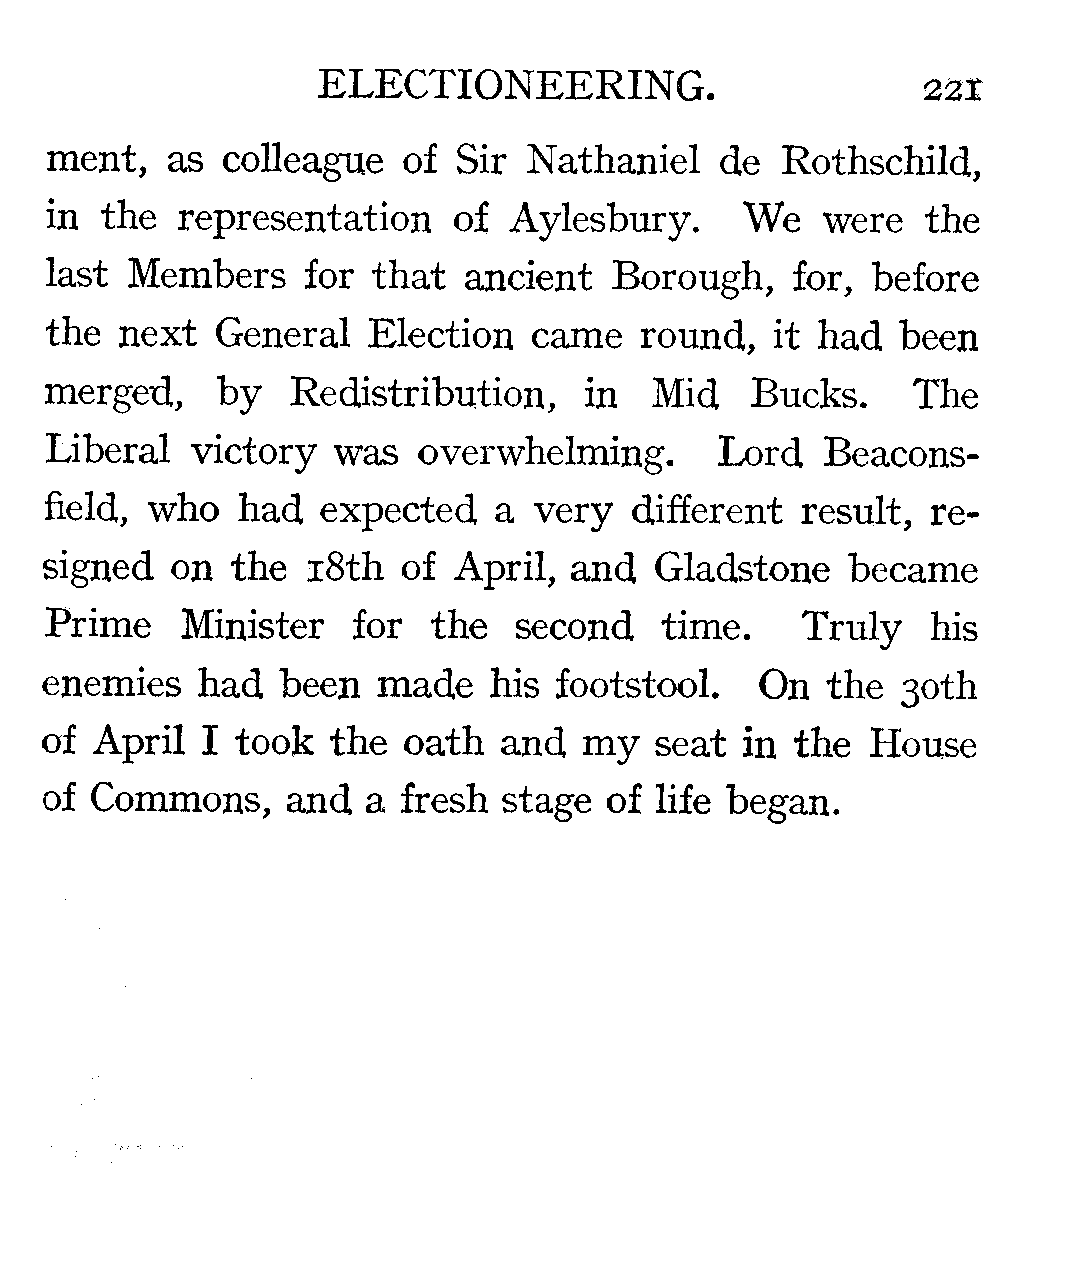 ELECTIONEERING. 221
ment, as colleague of Sir Nathaniel de Rothschild,
in the representation of Aylesbury. We were the
last Members for that ancient Borough, for, before
the next General Election came round, it had been
merged, by Redistribution, in Mid Bucks. The
Liberal victory was overwhelming. Lord Beacons-
field, who had expected a very different result, re-
signed on the 18th of April, and Gladstone became
Prime Minister for the second time. Truly his
enemies had been made his footstool. On the 30th
of April I took the oath and my seat in the House
of Commons, and a fresh stage of life began.